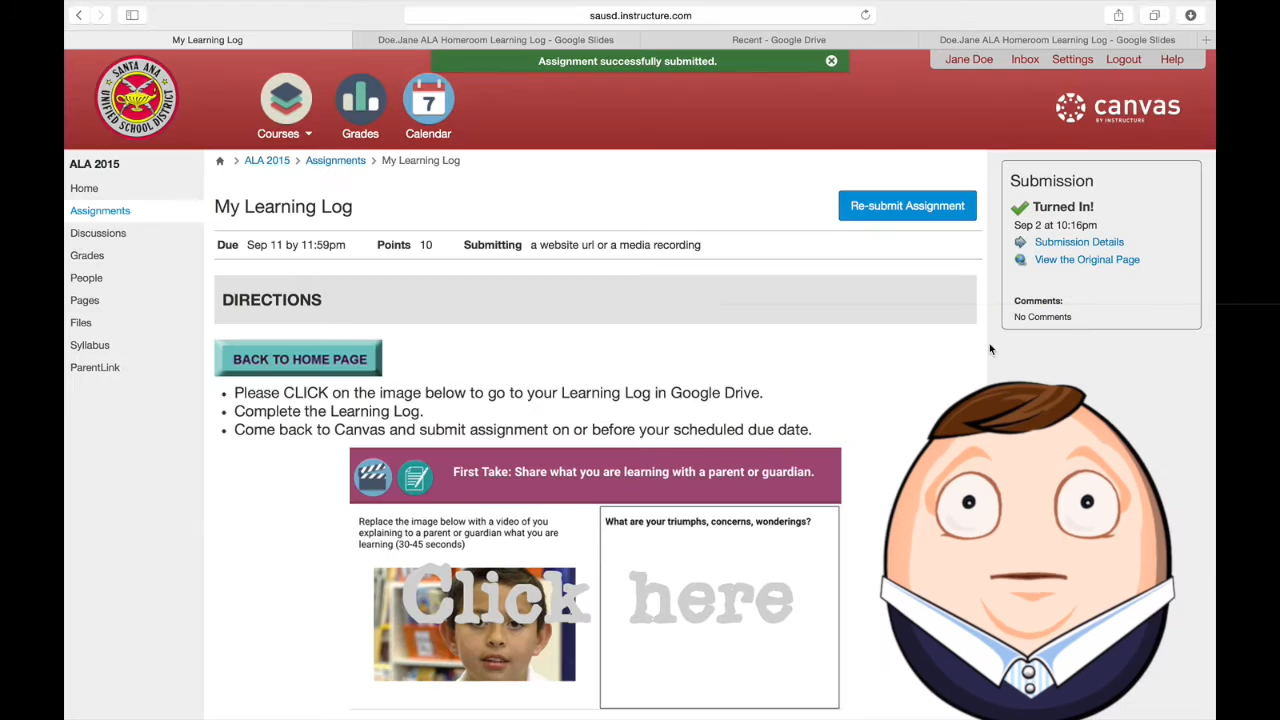 sausd.instructure.com
My Learning Log
Doe.Jane ALA Homeroom Learning Log - Google Slides
Recent - Google Drive
Doe.Jane ALA Homeroom Learning Log - Google Slides
Assignment successfully submitted.
Jane Doe Inbox Settings Logout Help
SANTA ANA
UNIFIED SCHOOL DISTRICT
7
Courses Grades Calendar
canvas
BY INSTRUCTURE
ALA 2015
Home
Assignments
Discussions
Grades
People
Pages
Files
Syllabus
ParentLink
ALA 2015 > Assignments > My Learning Log
My Learning Log
Re-submit Assignment
Due Sep 11 by 11:59pm Points 10 Submitting a website url or a media recording
DIRECTIONS
BACK TO HOME PAGE
• Please CLICK on the image below to go to your Learning Log in Google Drive.
• Complete the Learning Log.
• Come back to Canvas and submit assignment on or before your scheduled due date.
First Take: Share what you are learning with a parent or guardian.
Replace the image below with a video of you
explaining to a parent or guardian what you are
learning (30-45 seconds)
What are your triumphs, concerns, wonderings?
Click here
Submission
Turned In!
Sep 2 at 10:16pm
Submission Details
View the Original Page
Comments:
No Comments